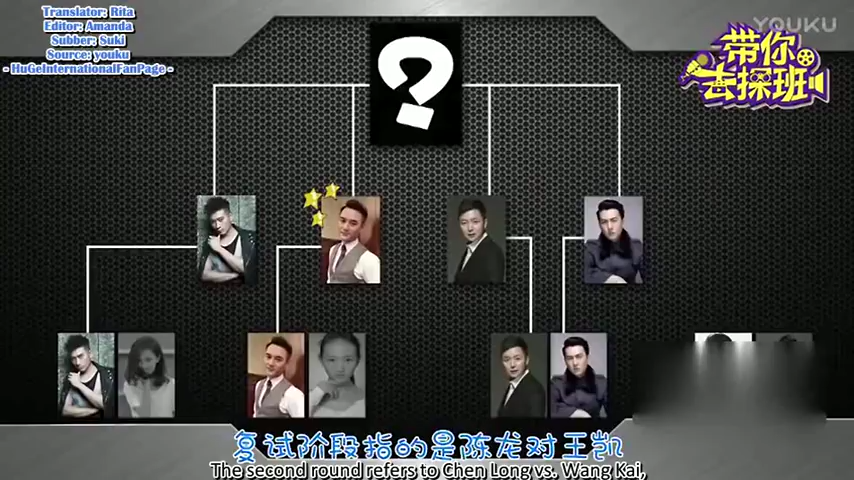 Translator: Rita
Editor: Amanda
Subber: Suki
Source: youku
- HuGeInternationalFanPage -
YOUKU
带你
去探班
?
复试阶段指的是陈龙对王凯
The second round refers to Chen Long vs. Wang Kai,